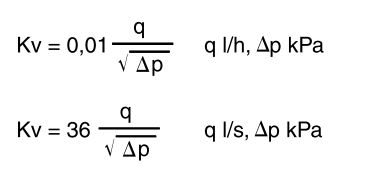 Kv = 0,01 q / √Δp   q l/h, Δp kPa
Kv = 36 q / √Δp   q l/s, Δp kPa